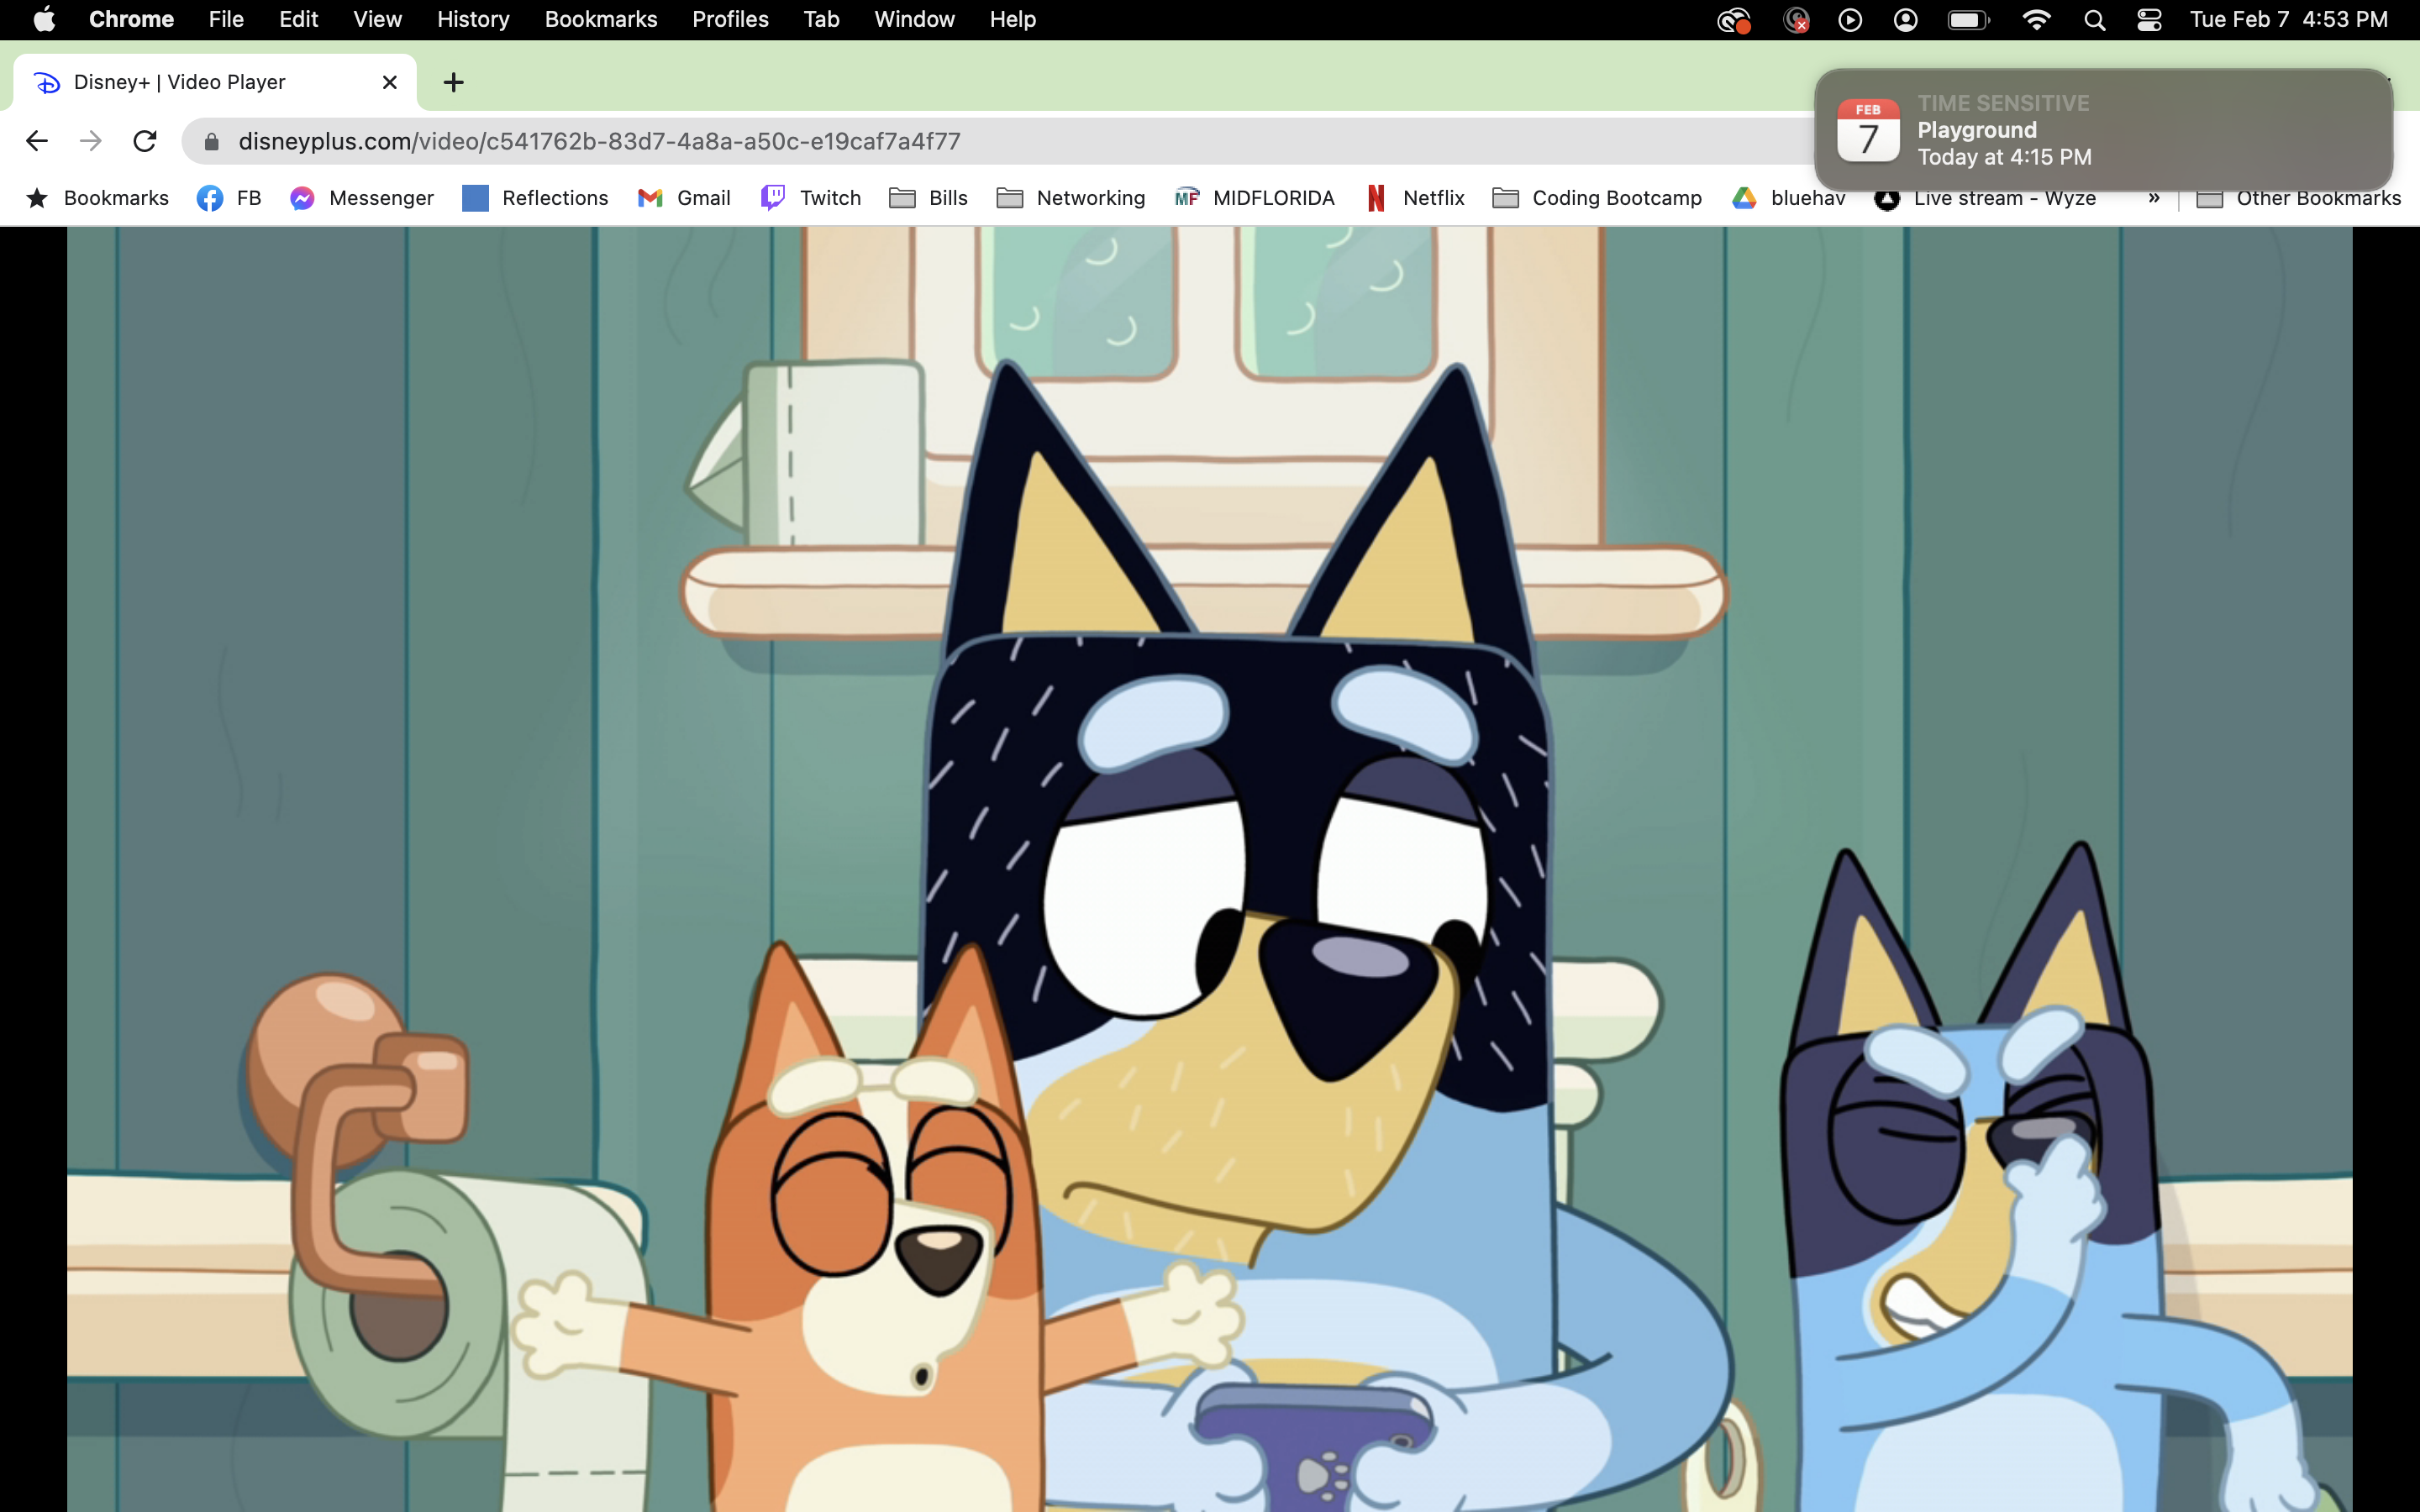 Chrome File Edit View History Bookmarks Profiles Tab Window Help Tue Feb 7 4:53 PM
Disney+ | Video Player
disneyplus.com/video/c541762b-83d7-4a8a-a50c-e19caf7a4f77
FEB
7
TIME SENSITIVE
Playground
Today at 4:15 PM
Bookmarks FB Messenger Reflections Gmail Twitch Bills Networking MF MIDFLORIDA Netflix Coding Bootcamp bluehav Live stream - Wyze » Other Bookmarks